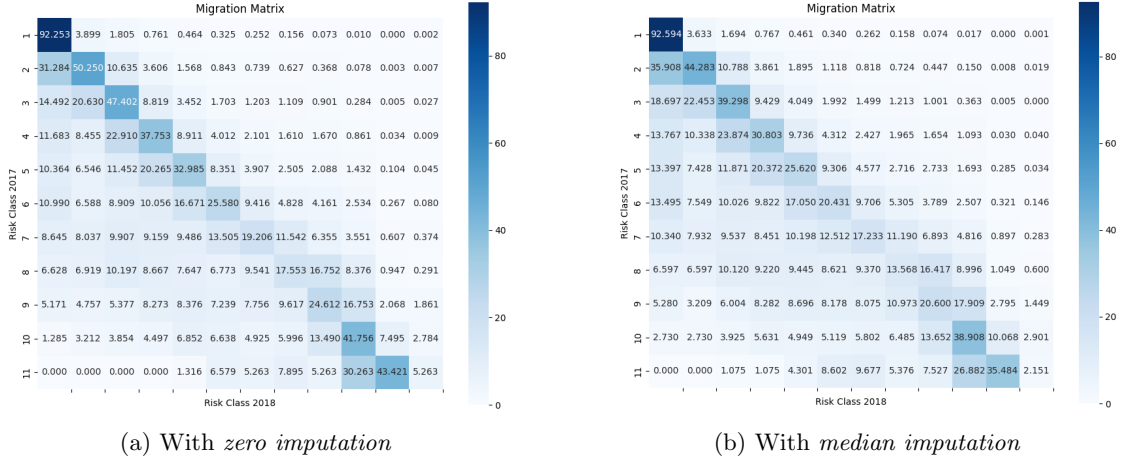 Migration Matrix
1 92.253 3.899 1.805 0.761 0.464 0.325 0.252 0.156 0.073 0.010 0.000 0.002
2 31.284 50.250 10.635 3.606 1.568 0.843 0.739 0.627 0.368 0.078 0.003 0.007
3 14.492 20.630 47.402 8.819 3.452 1.703 1.203 1.109 0.901 0.284 0.005 0.027
4 11.683 8.455 22.910 37.753 8.911 4.012 2.101 1.610 1.670 0.861 0.034 0.009
5 10.364 6.546 11.452 20.265 32.985 8.351 3.907 2.505 2.088 1.432 0.104 0.045
6 10.990 6.588 8.909 10.056 16.671 25.580 9.416 4.828 4.161 2.534 0.267 0.080
7 8.645 8.037 9.907 9.159 9.486 13.505 19.206 11.542 6.355 3.551 0.607 0.374
8 6.628 6.919 10.197 8.667 7.647 6.773 9.541 17.553 16.752 8.376 0.947 0.291
9 5.171 4.757 5.377 8.273 8.376 7.239 7.756 9.617 24.612 16.753 2.068 1.861
10 1.285 3.212 3.854 4.497 6.852 6.638 4.925 5.996 13.490 41.756 7.495 2.784
11 0.000 0.000 0.000 0.000 1.316 6.579 5.263 7.895 5.263 30.263 43.421 5.263
Risk Class 2017
Risk Class 2018
80
60
40
20
0
(a) With zero imputation
Migration Matrix
1 92.594 3.633 1.694 0.767 0.461 0.340 0.262 0.158 0.074 0.017 0.000 0.001
2 35.908 44.283 10.788 3.861 1.895 1.118 0.818 0.724 0.447 0.150 0.008 0.019
3 18.697 22.453 39.298 9.429 4.049 1.992 1.499 1.213 1.001 0.363 0.005 0.000
4 13.767 10.338 23.874 30.803 9.736 4.312 2.427 1.965 1.654 1.093 0.030 0.040
5 13.397 7.428 11.871 20.372 25.620 9.306 4.577 2.716 2.733 1.693 0.285 0.034
6 13.495 7.549 10.026 9.822 17.050 20.431 9.706 5.305 3.789 2.507 0.321 0.146
7 10.340 7.932 9.537 8.451 10.198 12.512 17.233 11.190 6.893 4.816 0.897 0.283
8 6.597 6.597 10.120 9.220 9.445 8.621 9.370 13.568 16.417 8.996 1.049 0.600
9 5.280 3.209 6.004 8.282 8.696 8.178 8.075 10.973 20.600 17.909 2.795 1.449
10 2.730 2.730 3.925 5.631 4.949 5.119 5.802 6.485 13.652 38.908 10.068 2.901
11 0.000 0.000 1.075 1.075 4.301 8.602 9.677 5.376 7.527 26.882 35.484 2.151
Risk Class 2017
Risk Class 2018
80
60
40
20
0
(b) With median imputation